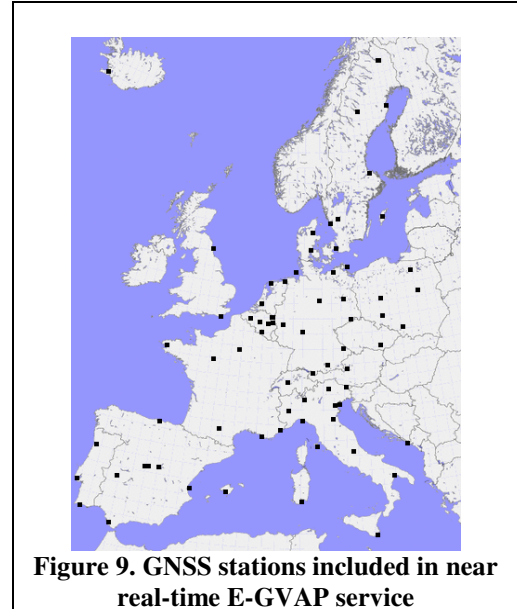 Figure 9. GNSS stations included in near
real-time E-GVAP service